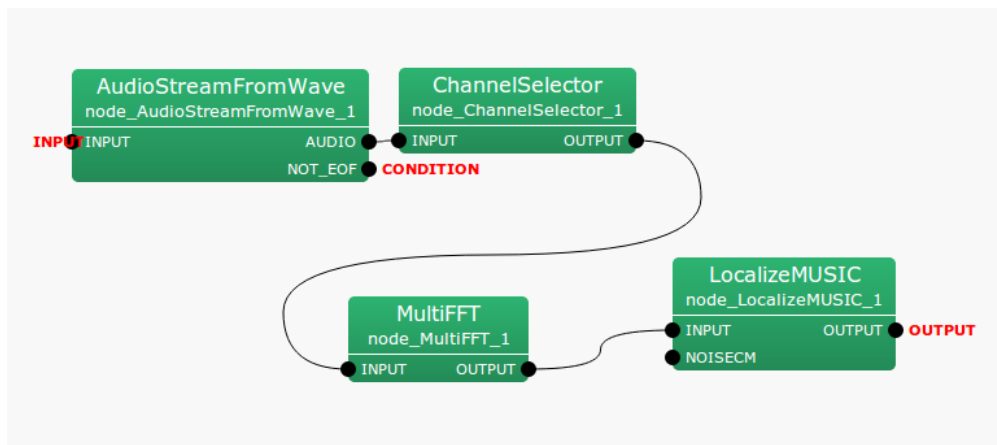 AudioStreamFromWave
node_AudioStreamFromWave_1
INPUT INPUT AUDIO
NOT_EOF CONDITION
ChannelSelector
node_ChannelSelector_1
INPUT OUTPUT
MultiFFT
node_MultiFFT_1
INPUT OUTPUT
LocalizeMUSIC
node_LocalizeMUSIC_1
INPUT OUTPUT OUTPUT
NOISECM